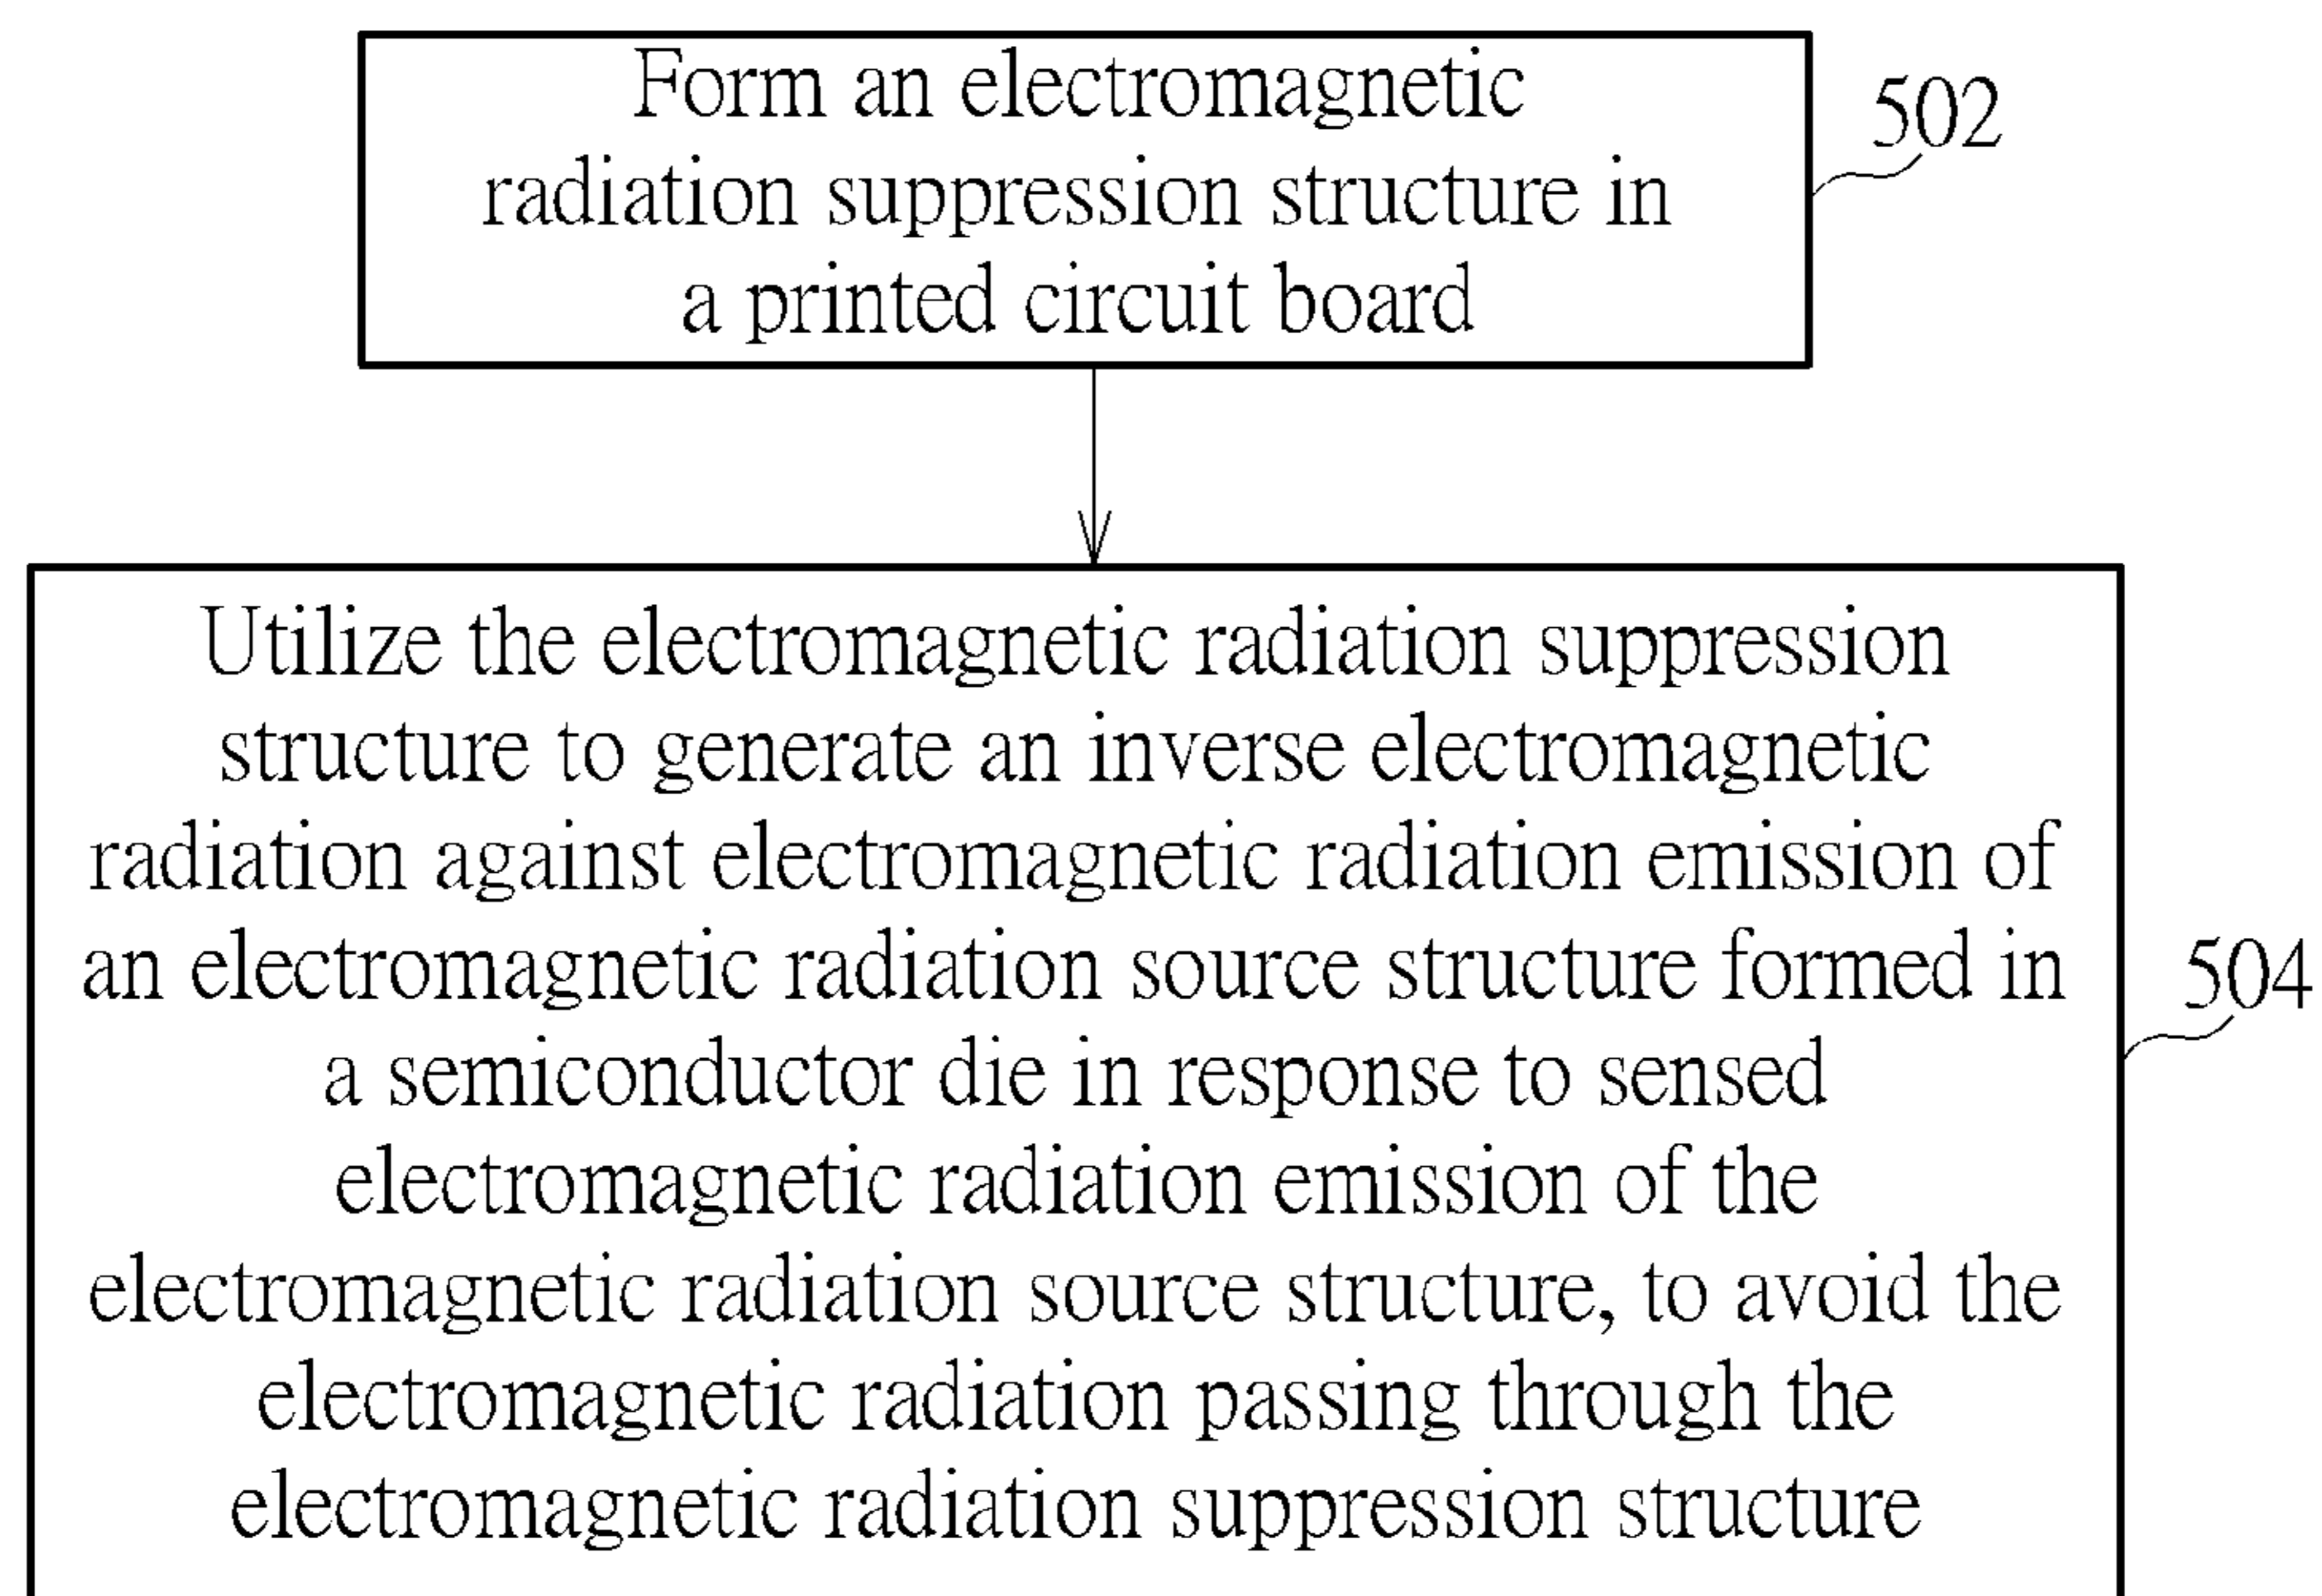 Form an electromagnetic
radiation suppression structure in
a printed circuit board
502
Utilize the electromagnetic radiation suppression
structure to generate an inverse electromagnetic
radiation against electromagnetic radiation emission of
an electromagnetic radiation source structure formed in
a semiconductor die in response to sensed
electromagnetic radiation emission of the
electromagnetic radiation source structure, to avoid the
electromagnetic radiation passing through the
electromagnetic radiation suppression structure
504